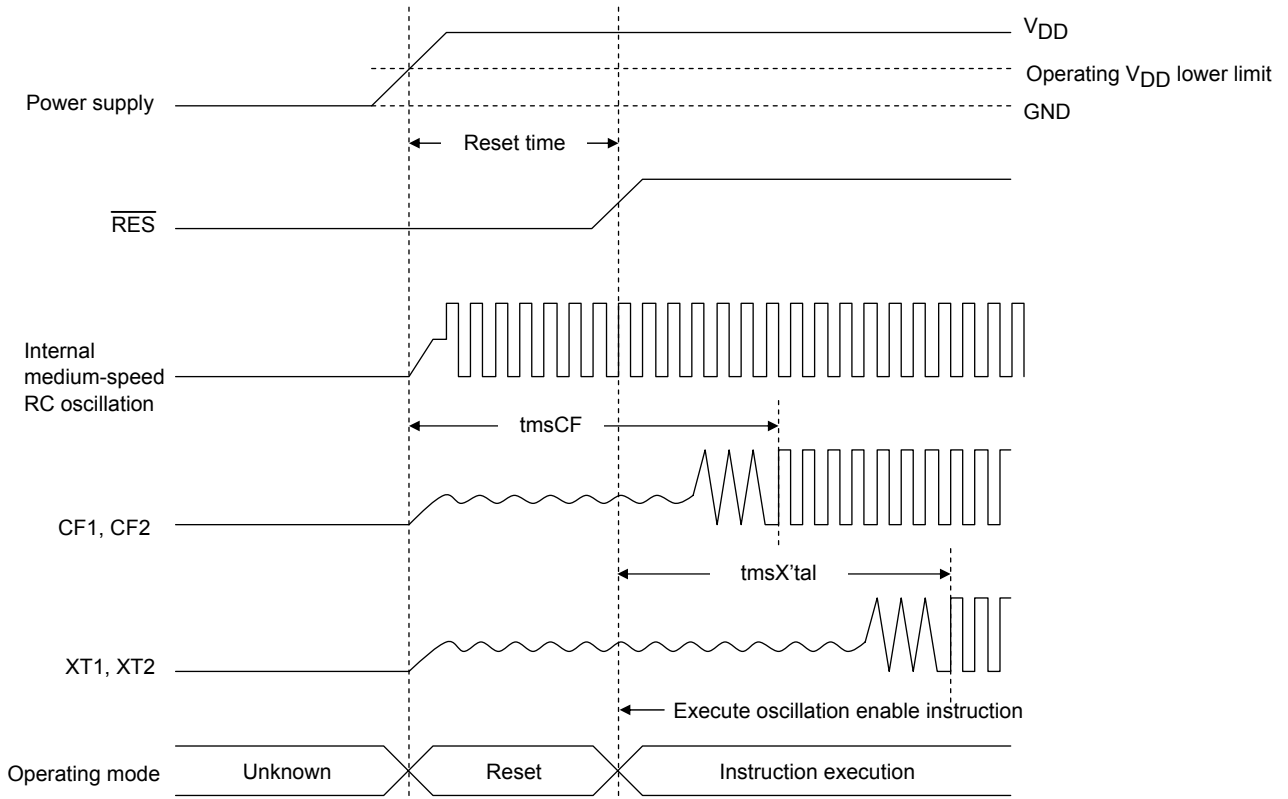 VDD
Operating VDD lower limit
Power supply
GND
Reset time
RES
Internal
medium-speed
RC oscillation
tmsCF
CF1, CF2
tmsX'tal
XT1, XT2
Execute oscillation enable instruction
Operating mode
Unknown
Reset
Instruction execution